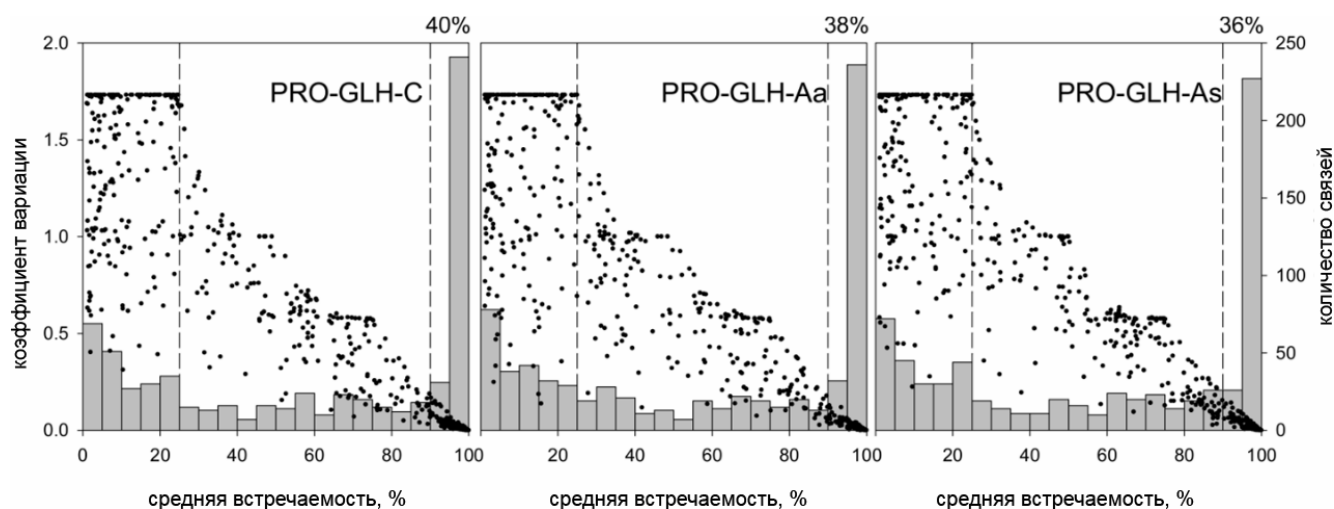 40% 38% 36%
2.0 250
PRO-GLH-C PRO-GLH-Aa PRO-GLH-As
200
1.5
150
1.0
100
0.5
50
0.0 0
0 20 40 60 80 100 20 40 60 80 100 20 40 60 80 100
коэффициент вариации
количество связей
средняя встречаемость, % средняя встречаемость, % средняя встречаемость, %